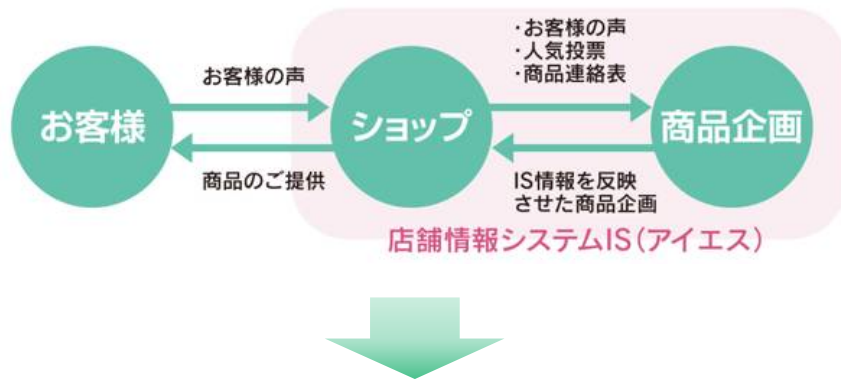 お客様
お客様の声
商品のご提供
ショップ
・お客様の声
・人気投票
・商品連絡表
IS情報を反映
させた商品企画
商品企画
店舗情報システムIS(アイエス)